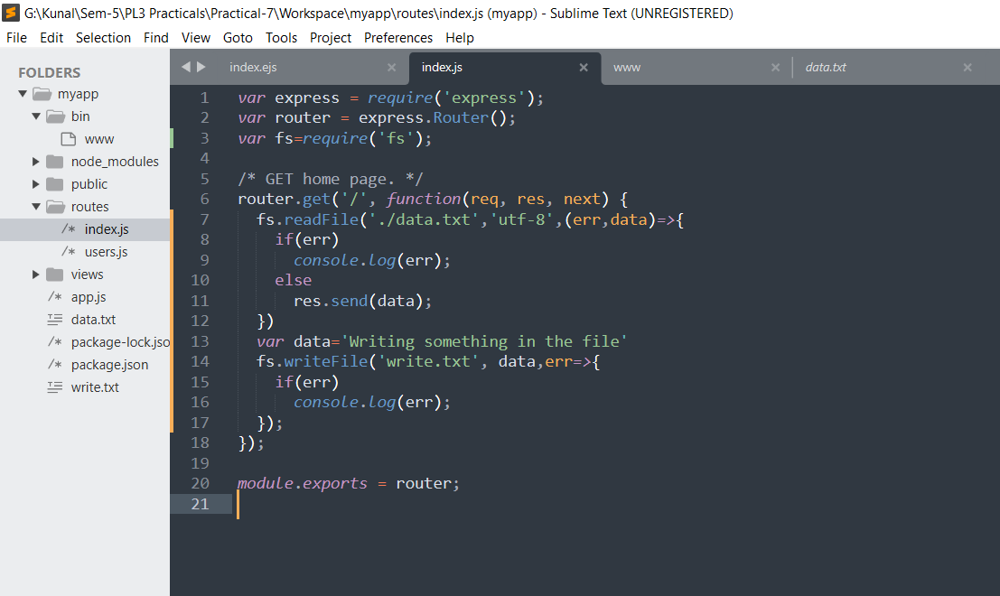 G:\Kunal\Sem-5\PL3 Practicals\Practical-7\Workspace\myapp\routes\index.js (myapp) - Sublime Text (UNREGISTERED)
File Edit Selection Find View Goto Tools Project Preferences Help
FOLDERS
myapp
bin
www
node_modules
public
routes
/* index.js
/* users.js
views
/* app.js
data.txt
/* package-lock.jso
/* package.json
write.txt
index.ejs × index.js × www × data.txt ×
1 var express = require('express');
2 var router = express.Router();
3 var fs=require('fs');
4
5 /* GET home page. */
6 router.get('/', function(req, res, next) {
7   fs.readFile('./data.txt','utf-8',(err,data)=>{
8     if(err)
9       console.log(err);
10     else
11       res.send(data);
12   })
13   var data='Writing something in the file'
14   fs.writeFile('write.txt', data,err=>{
15     if(err)
16       console.log(err);
17   });
18 });
19
20 module.exports = router;
21